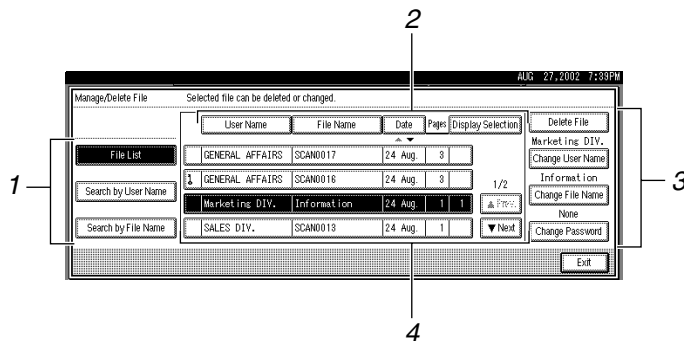 2
AUG 27,2002 7:39PM
Manage/Delete File Selected file can be deleted or changed.
User Name File Name Date Pages Display Selection Delete File
Marketing DIV.
File List GENERAL AFFAIRS SCAN0017 24 Aug. 3 Change User Name
1 Search by User Name GENERAL AFFAIRS SCAN0016 24 Aug. 3 1/2 Information 3
Marketing DIV. Information 24 Aug. 1 1 ▲ Prev. Change File Name
None
Search by File Name SALES DIV. SCAN0013 24 Aug. 1 ▼ Next Change Password
Exit
4